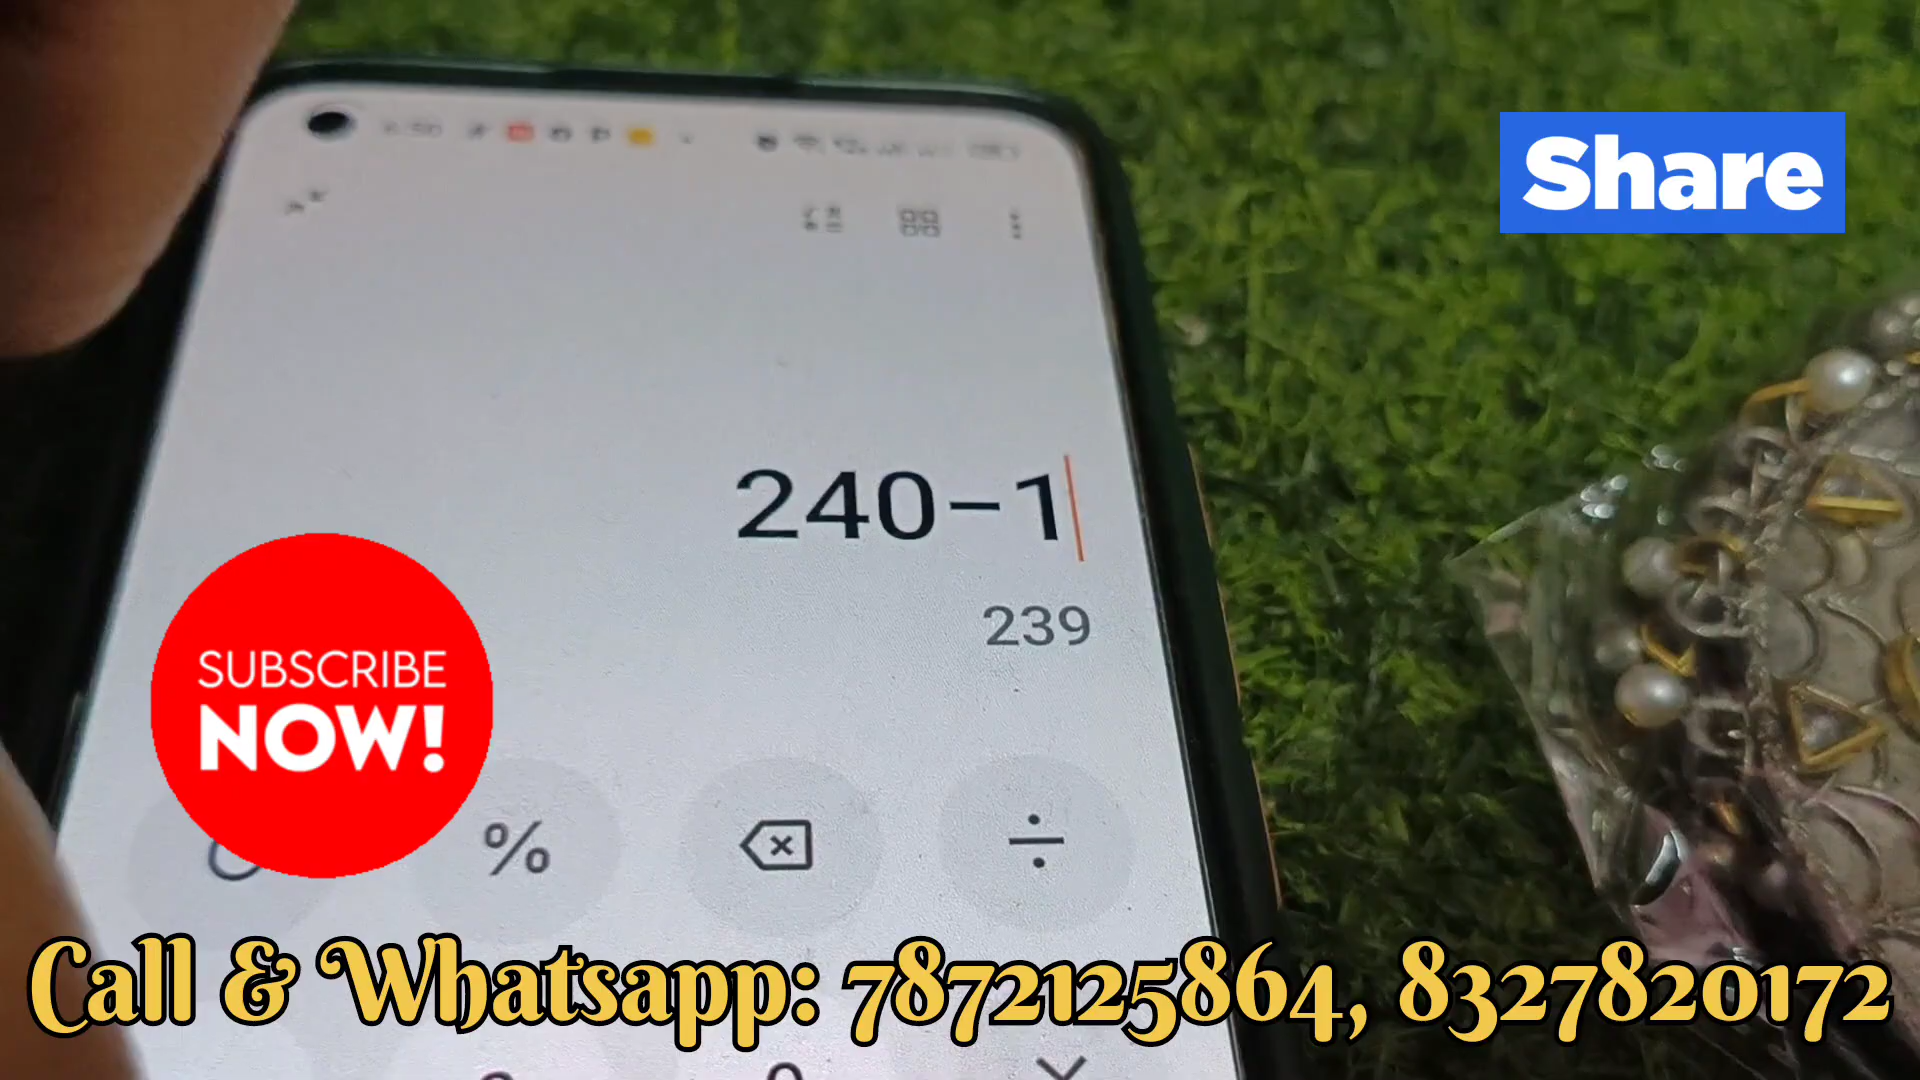 Share
240−1
239
SUBSCRIBE
NOW!
%
÷
Call & Whatsapp: 7872125864, 8327820172